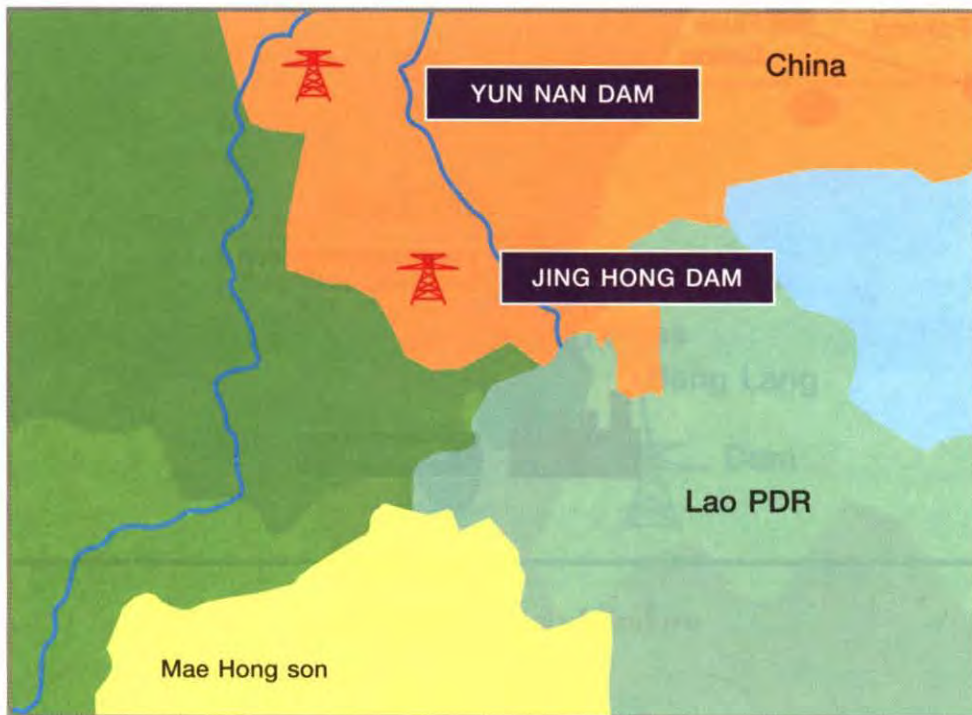 China
YUN NAN DAM
JING HONG DAM
Lao PDR
Mae Hong son